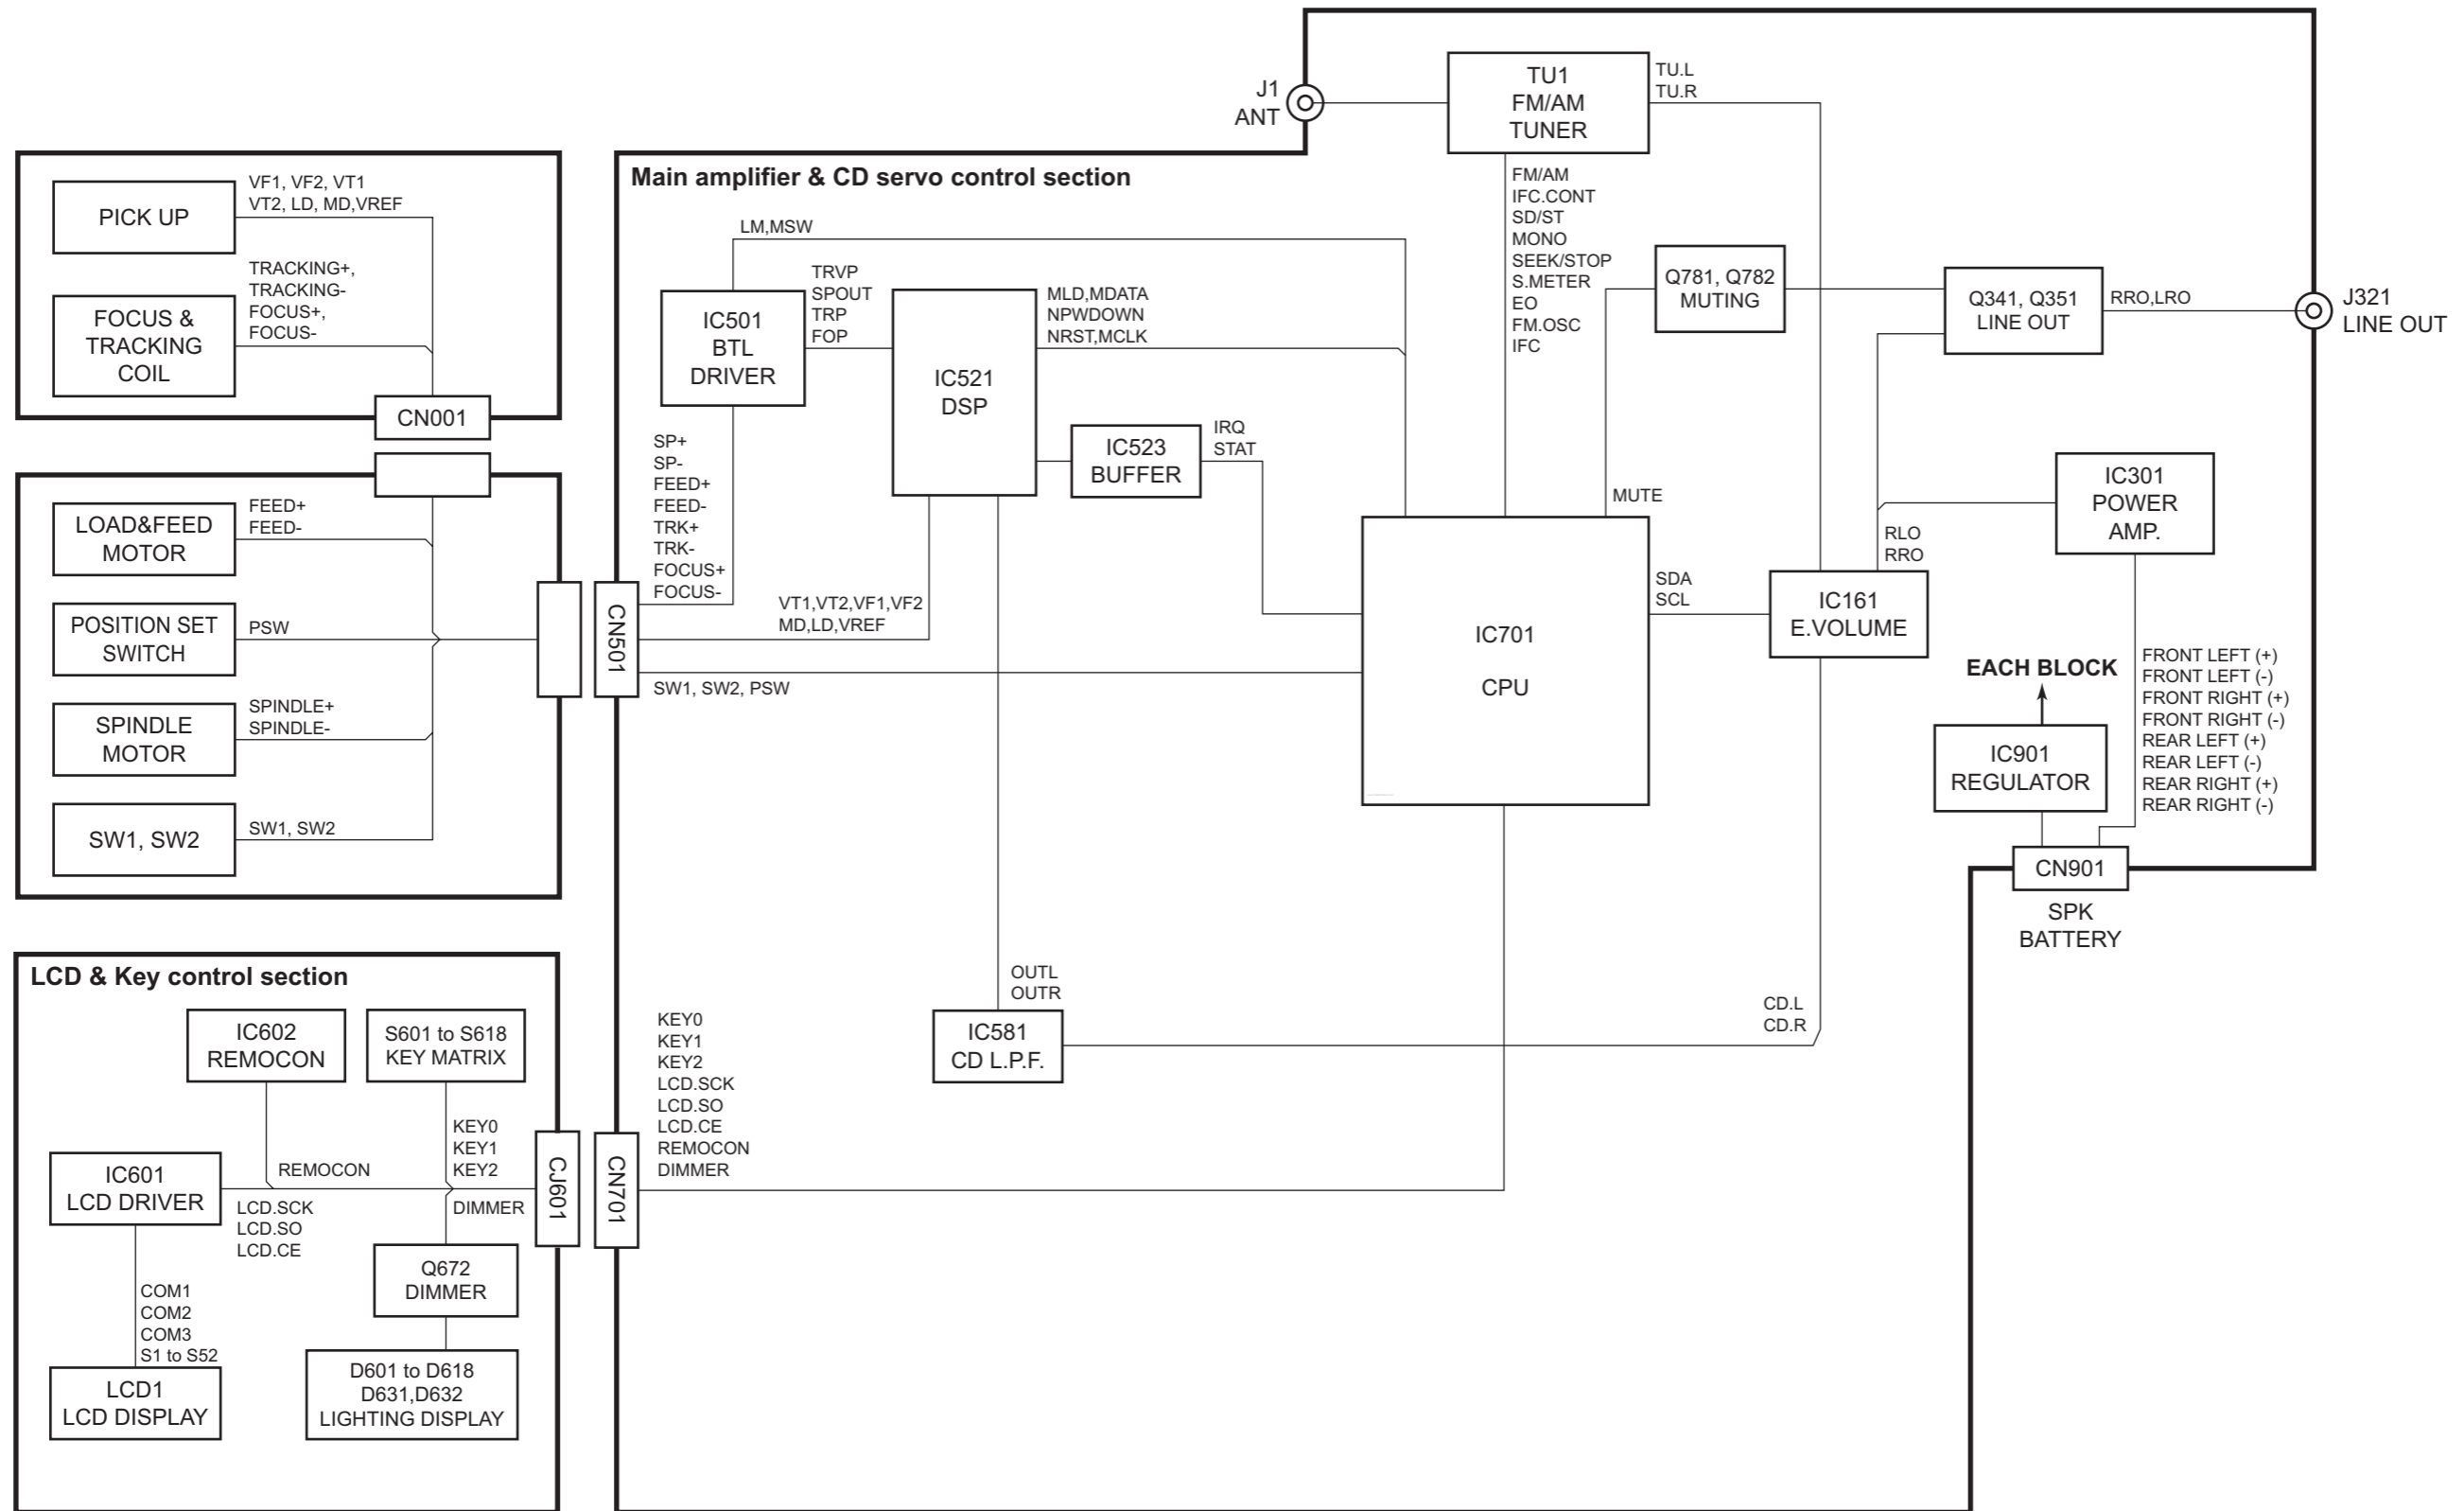 J1
ANT
TU1
FM/AM
TUNER
TU.L
TU.R
PICK UP
VF1, VF2, VT1
VT2, LD, MD,VREF
FOCUS &
TRACKING
COIL
TRACKING+,
TRACKING-
FOCUS+,
FOCUS-
CN001
LOAD&FEED
MOTOR
FEED+
FEED-
POSITION SET
SWITCH
PSW
SPINDLE
MOTOR
SPINDLE+
SPINDLE-
SW1, SW2
SW1, SW2
Main amplifier & CD servo control section
LM,MSW
IC501
BTL
DRIVER
TRVP
SPOUT
TRP
FOP
IC521
DSP
MLD,MDATA
NPWDOWN
NRST,MCLK
IC523
BUFFER
IRQ
STAT
SP+
SP-
FEED+
FEED-
TRK+
TRK-
FOCUS+
FOCUS-
CN501
VT1,VT2,VF1,VF2
MD,LD,VREF
SW1, SW2, PSW
FM/AM
IFC.CONT
SD/ST
MONO
SEEK/STOP
S.METER
EO
FM.OSC
IFC
Q781, Q782
MUTING
MUTE
Q341, Q351
LINE OUT
RRO,LRO
J321
LINE OUT
IC701
CPU
SDA
SCL
IC161
E.VOLUME
RLO
RRO
IC301
POWER
AMP.
EACH BLOCK
IC901
REGULATOR
FRONT LEFT (+)
FRONT LEFT (-)
FRONT RIGHT (+)
FRONT RIGHT (-)
REAR LEFT (+)
REAR LEFT (-)
REAR RIGHT (+)
REAR RIGHT (-)
CN901
SPK
BATTERY
OUTL
OUTR
IC581
CD L.P.F.
CD.L
CD.R
LCD & Key control section
IC602
REMOCON
S601 to S618
KEY MATRIX
KEY0
KEY1
KEY2
IC601
LCD DRIVER
REMOCON
LCD.SCK
LCD.SO
LCD.CE
DIMMER
CJ601
Q672
DIMMER
COM1
COM2
COM3
S1 to S52
LCD1
LCD DISPLAY
D601 to D618
D631,D632
LIGHTING DISPLAY
CN701
KEY0
KEY1
KEY2
LCD.SCK
LCD.SO
LCD.CE
REMOCON
DIMMER